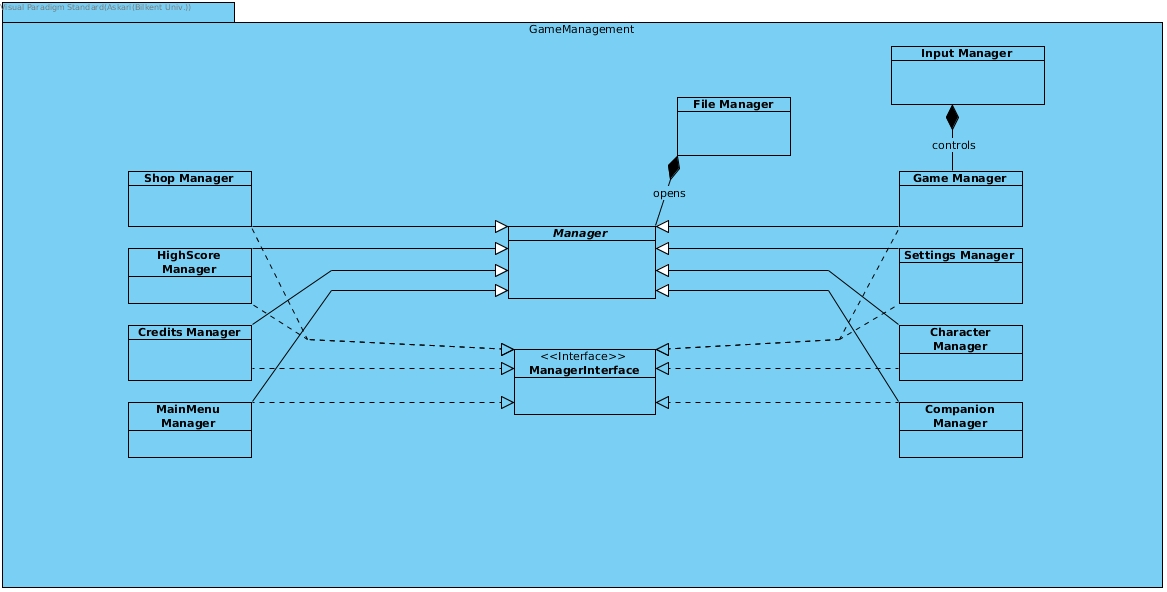 Visual Paradigm Standard(Askari(Bilkent Univ.))
GameManagement
Input Manager
File Manager
controls
Shop Manager
opens
Game Manager
Manager
HighScore
Manager
Settings Manager
Credits Manager
Character
Manager
<<Interface>>
ManagerInterface
MainMenu
Manager
Companion
Manager